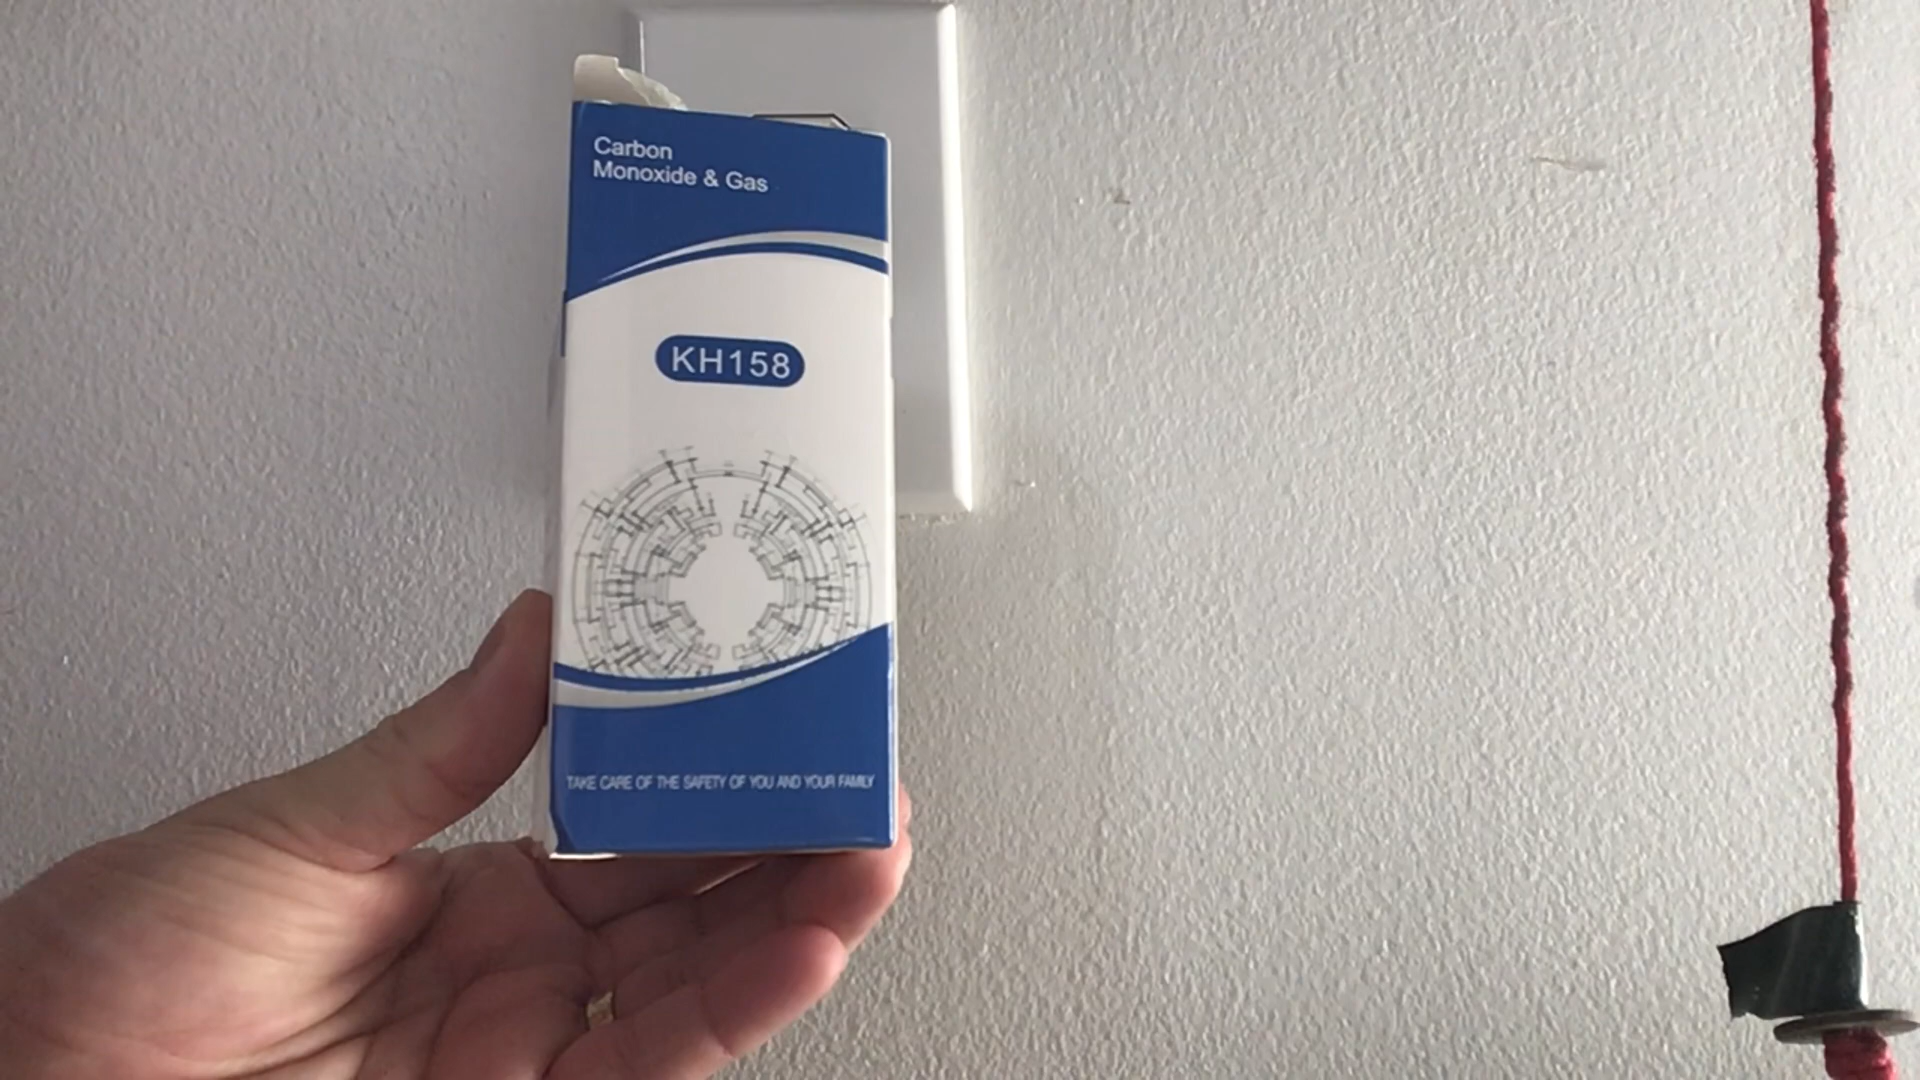 Carbon
Monoxide & Gas
KH158
TAKE CARE OF THE SAFETY OF YOU AND YOUR FAMILY